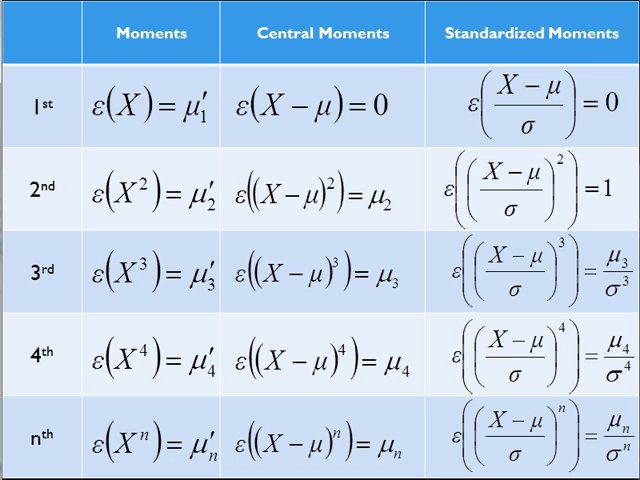 Moments Central Moments Standardized Moments
1st ε(X) = μ′₁ ε(X − μ) = 0 ε((X − μ)/σ) = 0
2nd ε(X²) = μ′₂ ε((X − μ)²) = μ₂ ε(((X − μ)/σ)²) = 1
3rd ε(X³) = μ′₃ ε((X − μ)³) = μ₃ ε(((X − μ)/σ)³) = μ₃/σ³
4th ε(X⁴) = μ′₄ ε((X − μ)⁴) = μ₄ ε(((X − μ)/σ)⁴) = μ₄/σ⁴
nth ε(Xⁿ) = μ′ₙ ε((X − μ)ⁿ) = μₙ ε(((X − μ)/σ)ⁿ) = μₙ/σⁿ